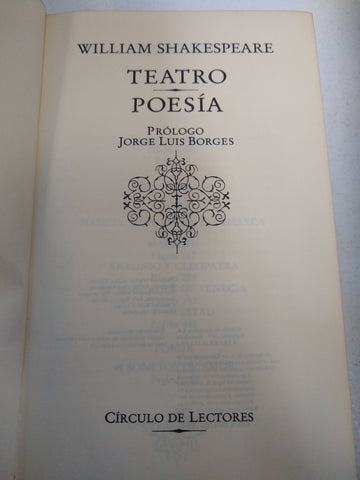 WILLIAM SHAKESPEARE
TEATRO
POESÍA
PRÓLOGO
JORGE LUIS BORGES
CÍRCULO DE LECTORES